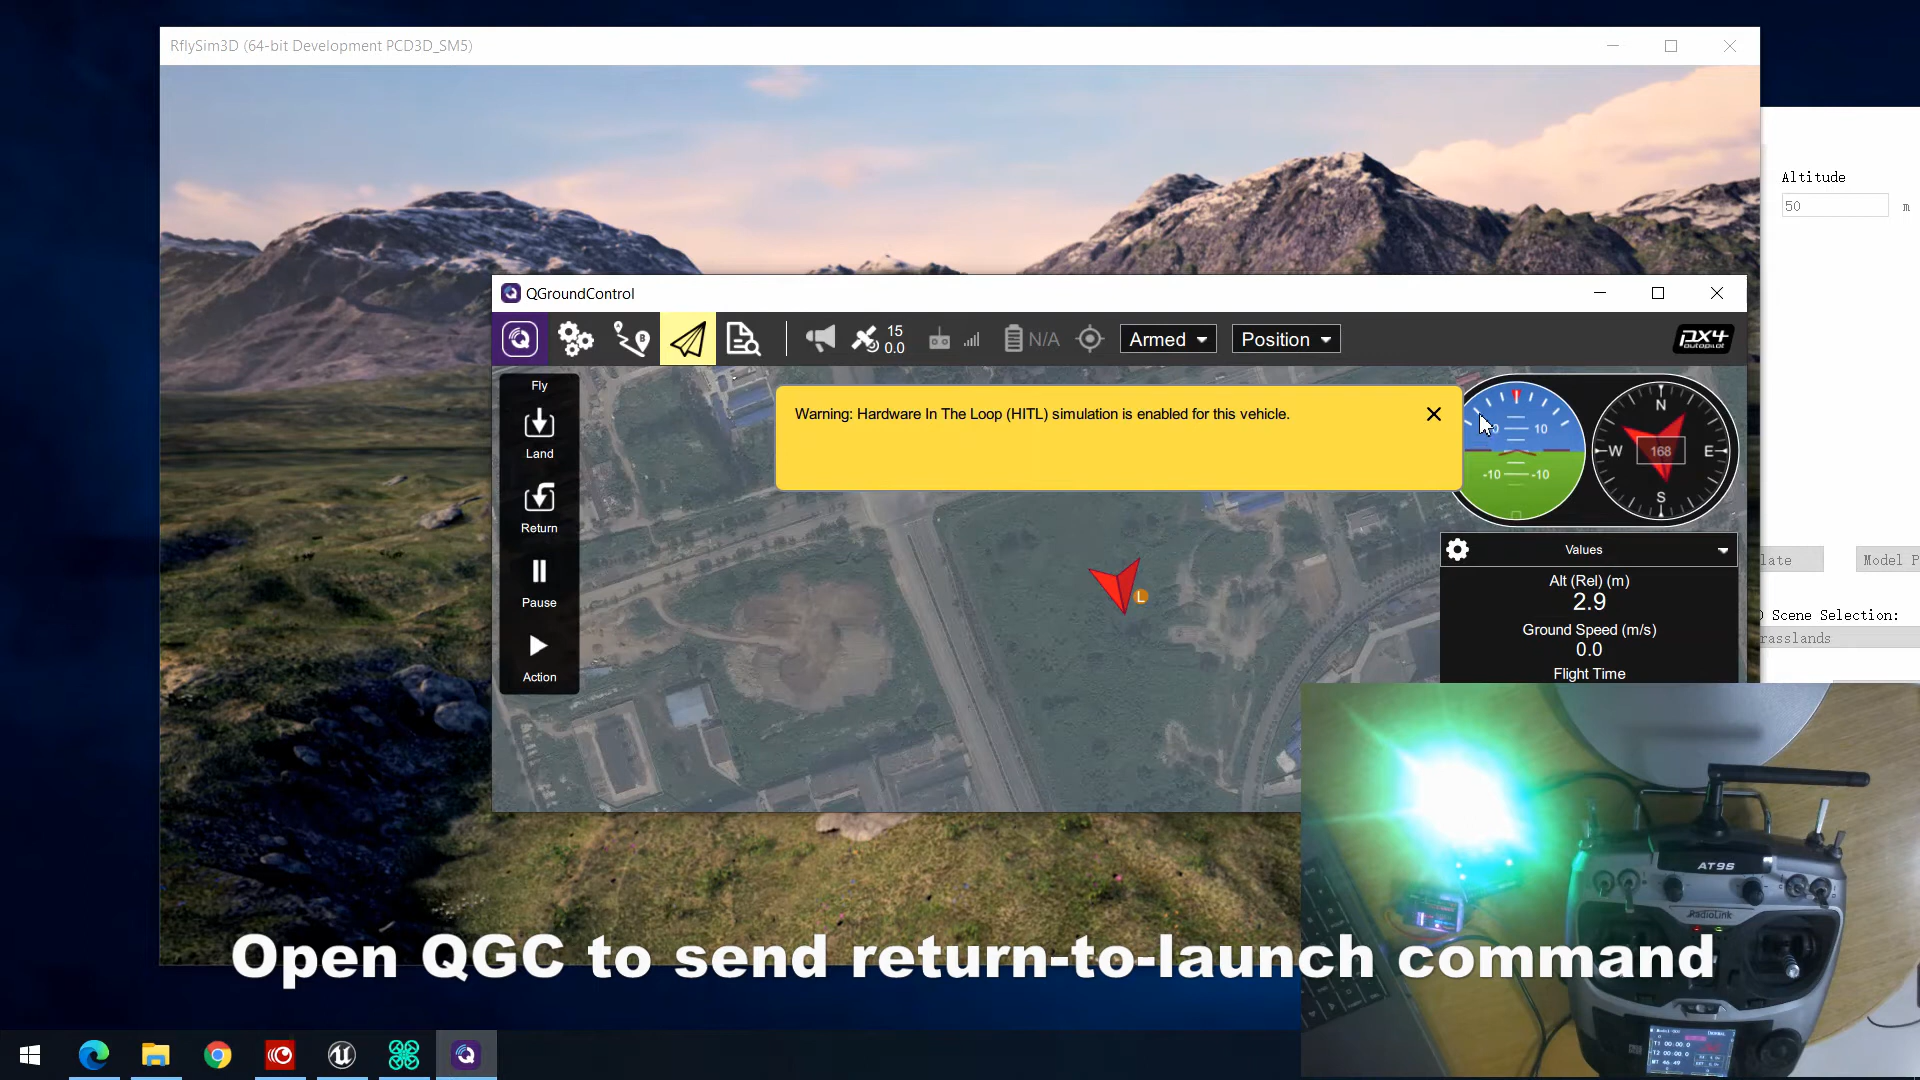 RflySim3D (64-bit Development PCD3D_SM5)
Altitude
50 m
QGroundControl
15
0.0
N/A
Armed
Position
px4
autopilot
Fly
Land
Return
Pause
Action
Warning: Hardware In The Loop (HITL) simulation is enabled for this vehicle.
10
-10 -10
N
W 168 E
S
Values
Alt (Rel) (m)
2.9
Ground Speed (m/s)
0.0
Flight Time
L
late
Model P
Scene Selection:
rasslands
AT9S
RadioLink
Open QGC to send return-to-launch command